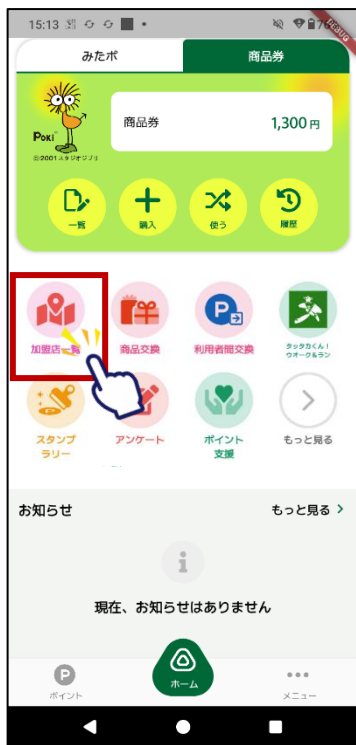 15:13
76
Debug
みたポ
商品券
POKI
©2001スタジオジブリ
商品券
1,300 円
一覧
購入
使う
履歴
加盟店一覧
商品交換
利用者間交換
タッタカくん!
ウオーク&ラン
スタンプ
ラリー
アンケート
ポイント
支援
もっと見る
お知らせ
もっと見る
現在、お知らせはありません
ポイント
ホーム
メニュー